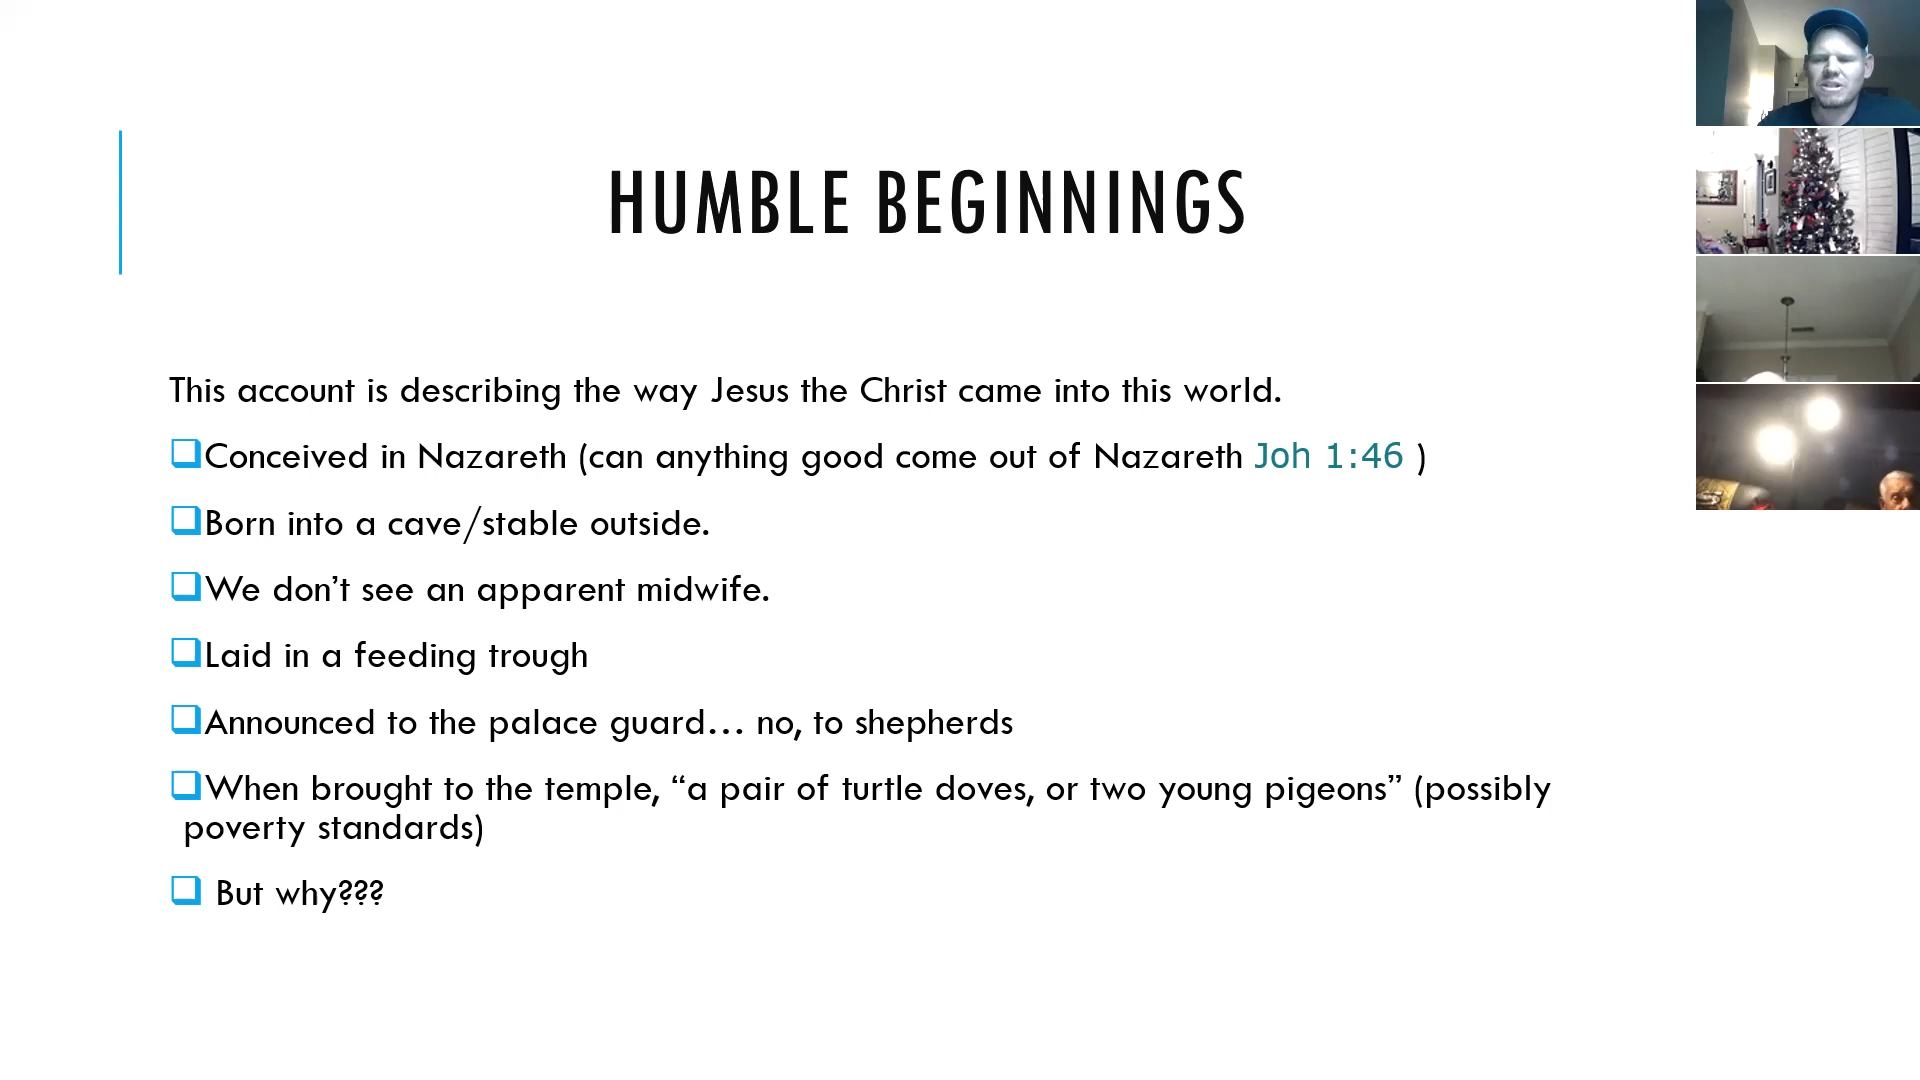 HUMBLE BEGINNINGS
This account is describing the way Jesus the Christ came into this world.
Conceived in Nazareth (can anything good come out of Nazareth Joh 1:46 )
Born into a cave/stable outside.
We don’t see an apparent midwife.
Laid in a feeding trough
Announced to the palace guard… no, to shepherds
When brought to the temple, “a pair of turtle doves, or two young pigeons” (possibly
poverty standards)
But why???